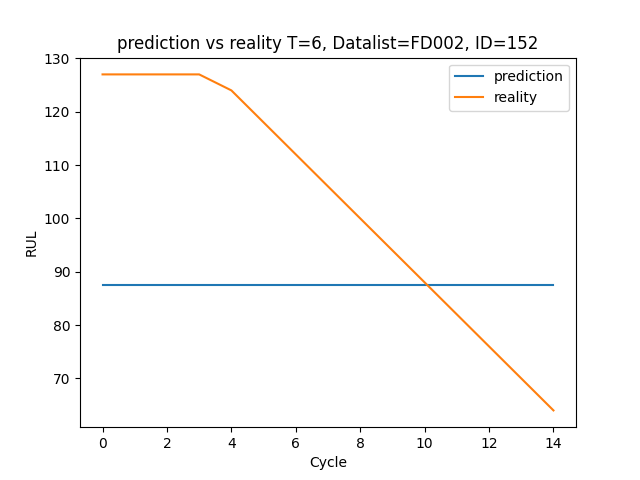 prediction vs reality T=6, Datalist=FD002, ID=152
prediction
reality
130
120
110
100
90
80
70
RUL
0 2 4 6 8 10 12 14
Cycle